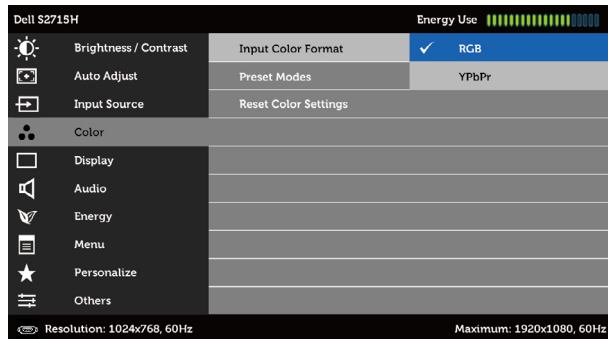 Dell S2715H Energy Use
Brightness / Contrast Input Color Format RGB
Auto Adjust Preset Modes YPbPr
Input Source Reset Color Settings
Color
Display
Audio
Energy
Menu
Personalize
Others
Resolution: 1024x768, 60Hz Maximum: 1920x1080, 60Hz